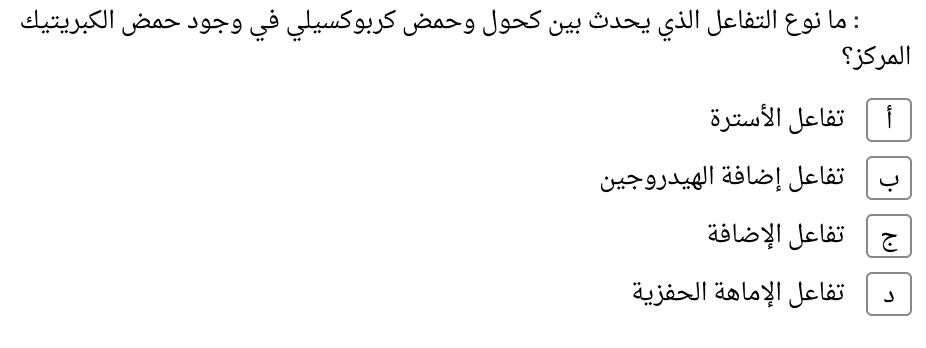 : ما نوع التفاعل الذي يحدث بين كحول وحمض كربوكسيلي في وجود حمض الكبريتيك
المركز؟
أ تفاعل الأسترة
ب تفاعل إضافة الهيدروجين
ج تفاعل الإضافة
د تفاعل الإماهة الحفزية